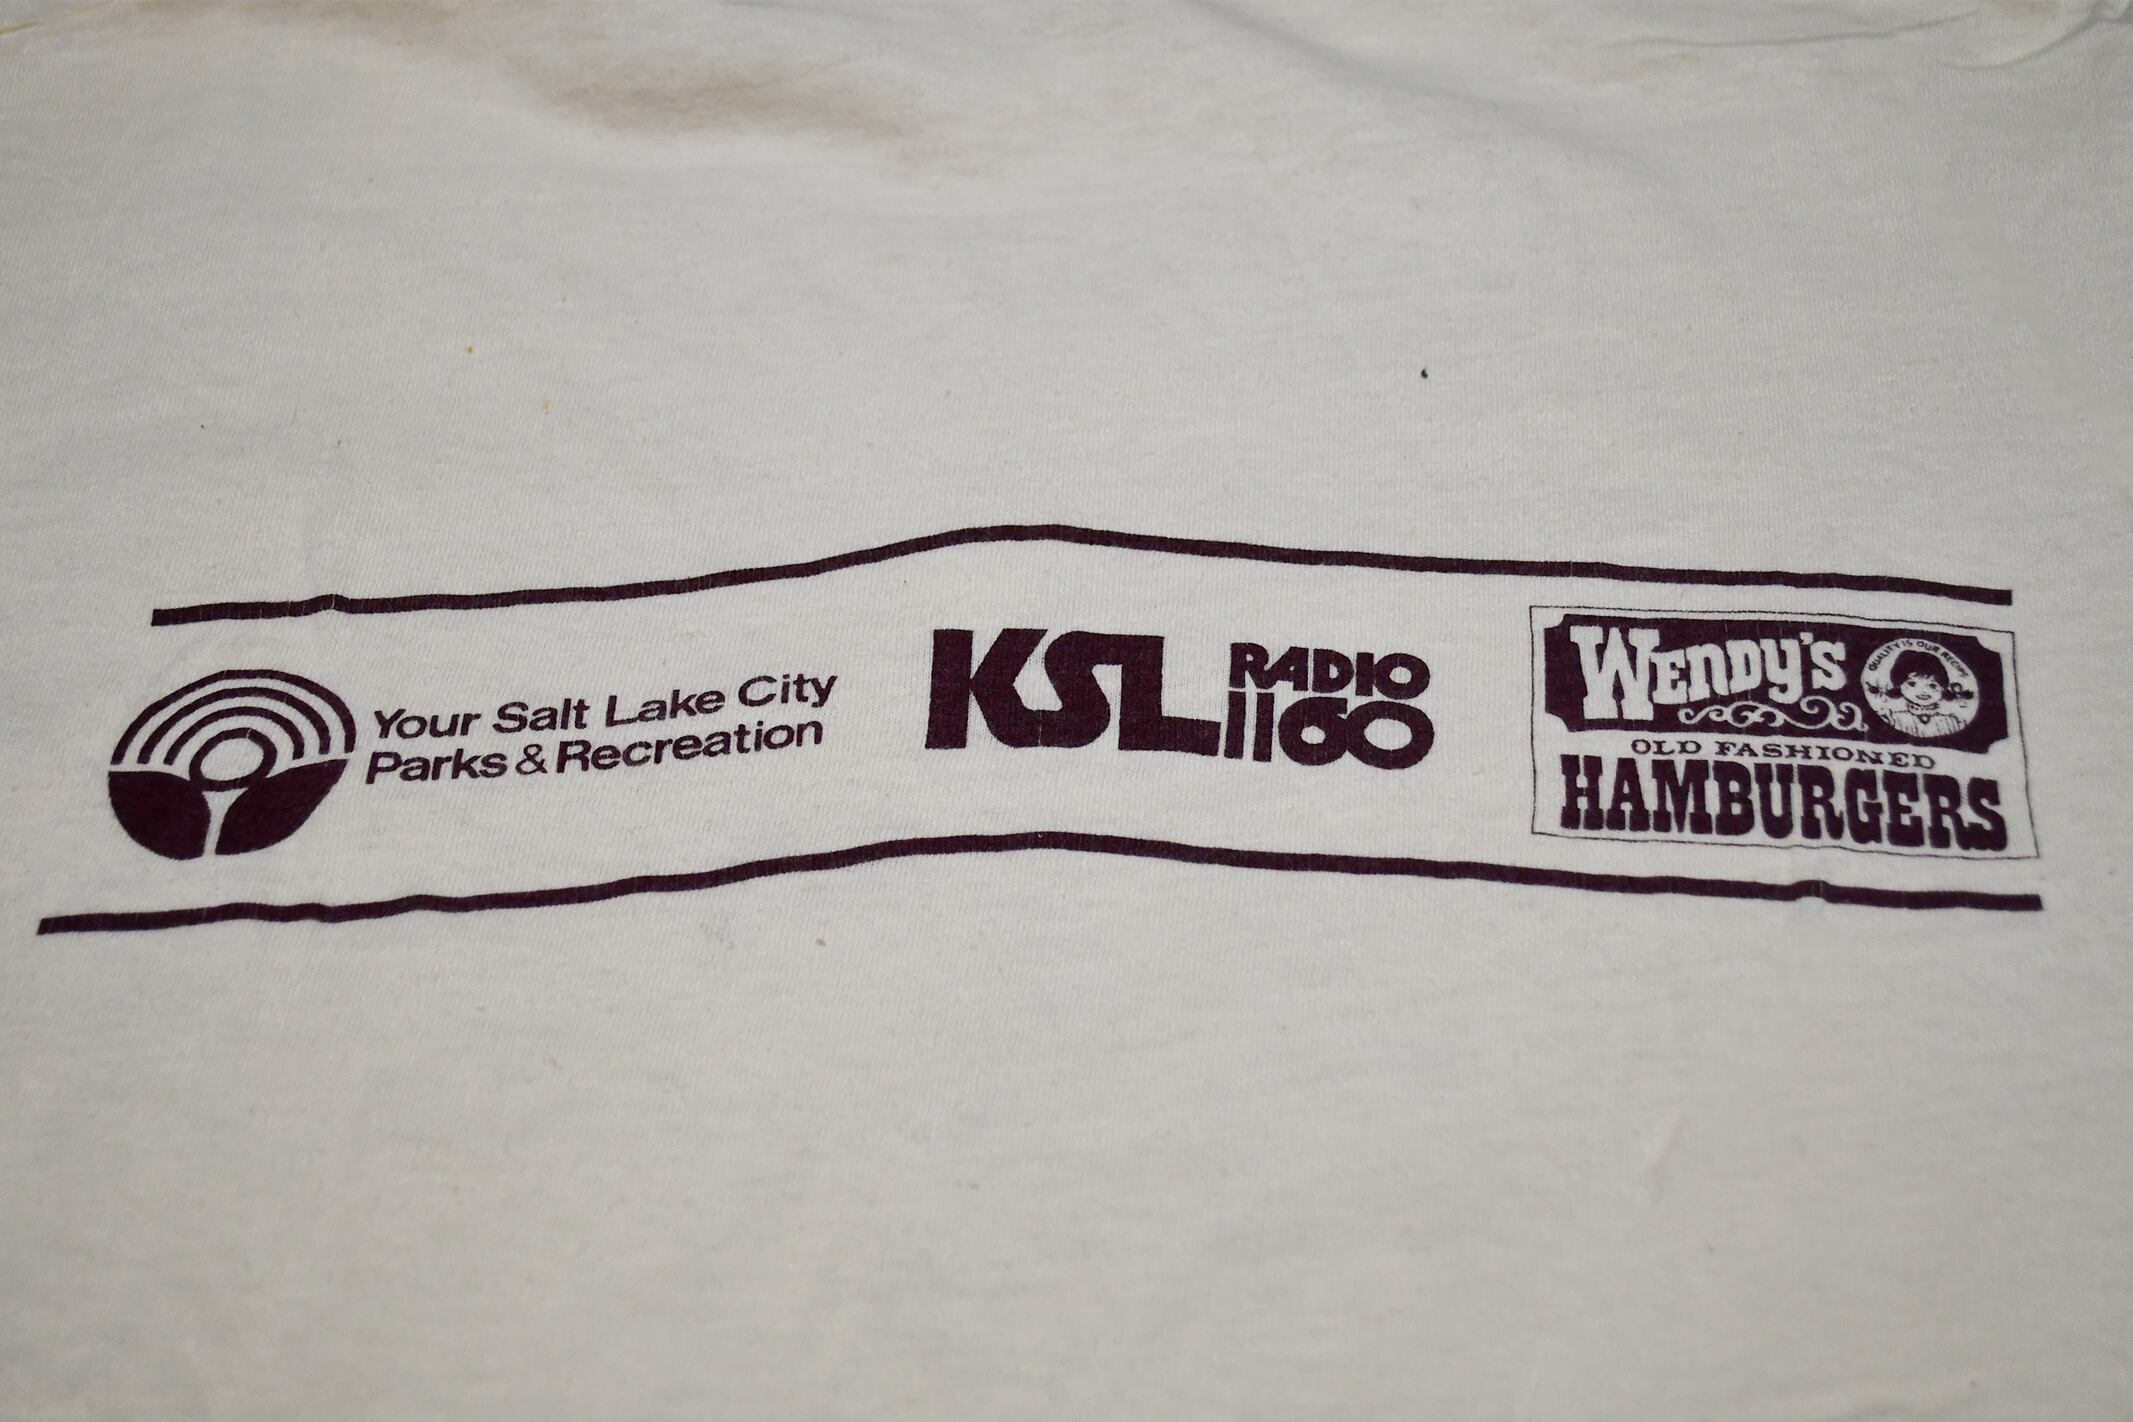 Your Salt Lake City
Parks & Recreation
KSL
RADIO
1160
WENDY'S
QUALITY IS OUR RECIPE
OLD FASHIONED
HAMBURGERS